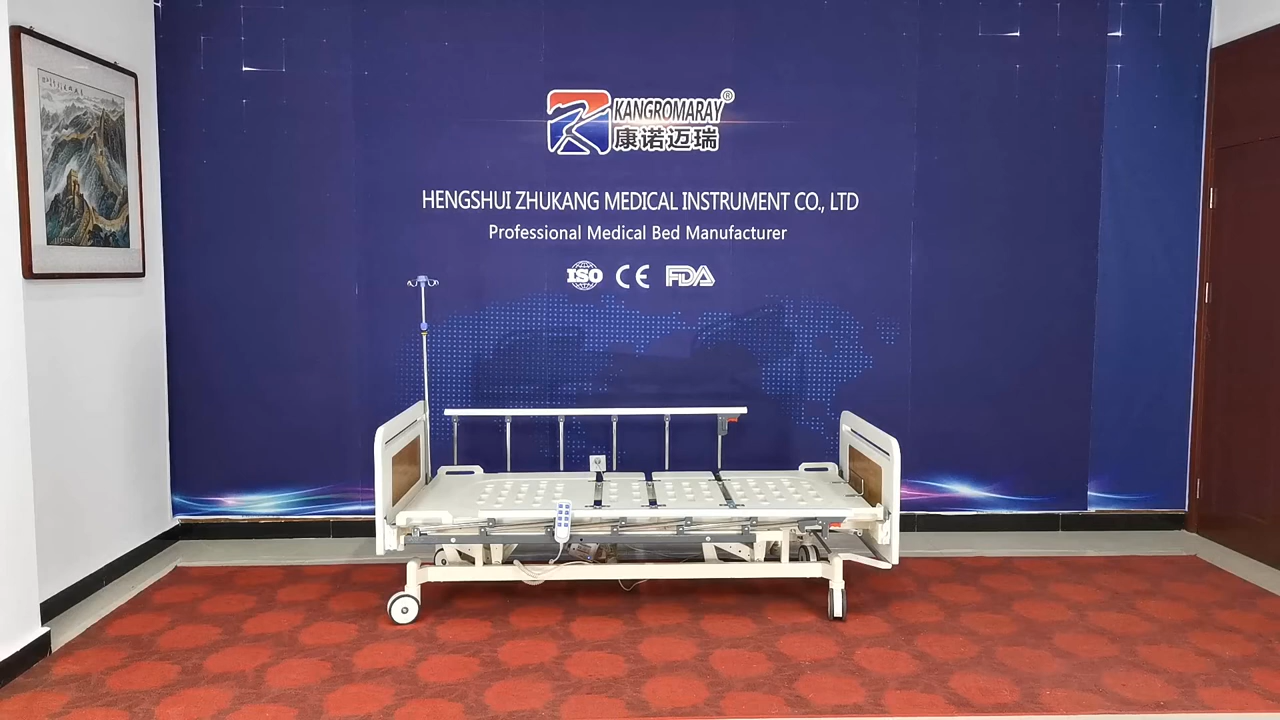 KANGROMARAY®
康诺迈瑞
HENGSHUI ZHUKANG MEDICAL INSTRUMENT CO., LTD
Professional Medical Bed Manufacturer
ISO CE FDA